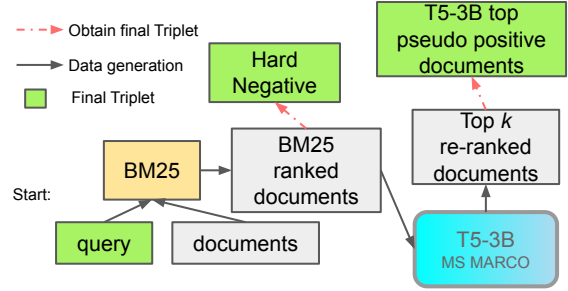 Obtain final Triplet
Data generation
Final Triplet
Hard
Negative
T5-3B top
pseudo positive
documents
BM25
BM25
ranked
documents
Top k
re-ranked
documents
Start:
query
documents
T5-3B
MS MARCO